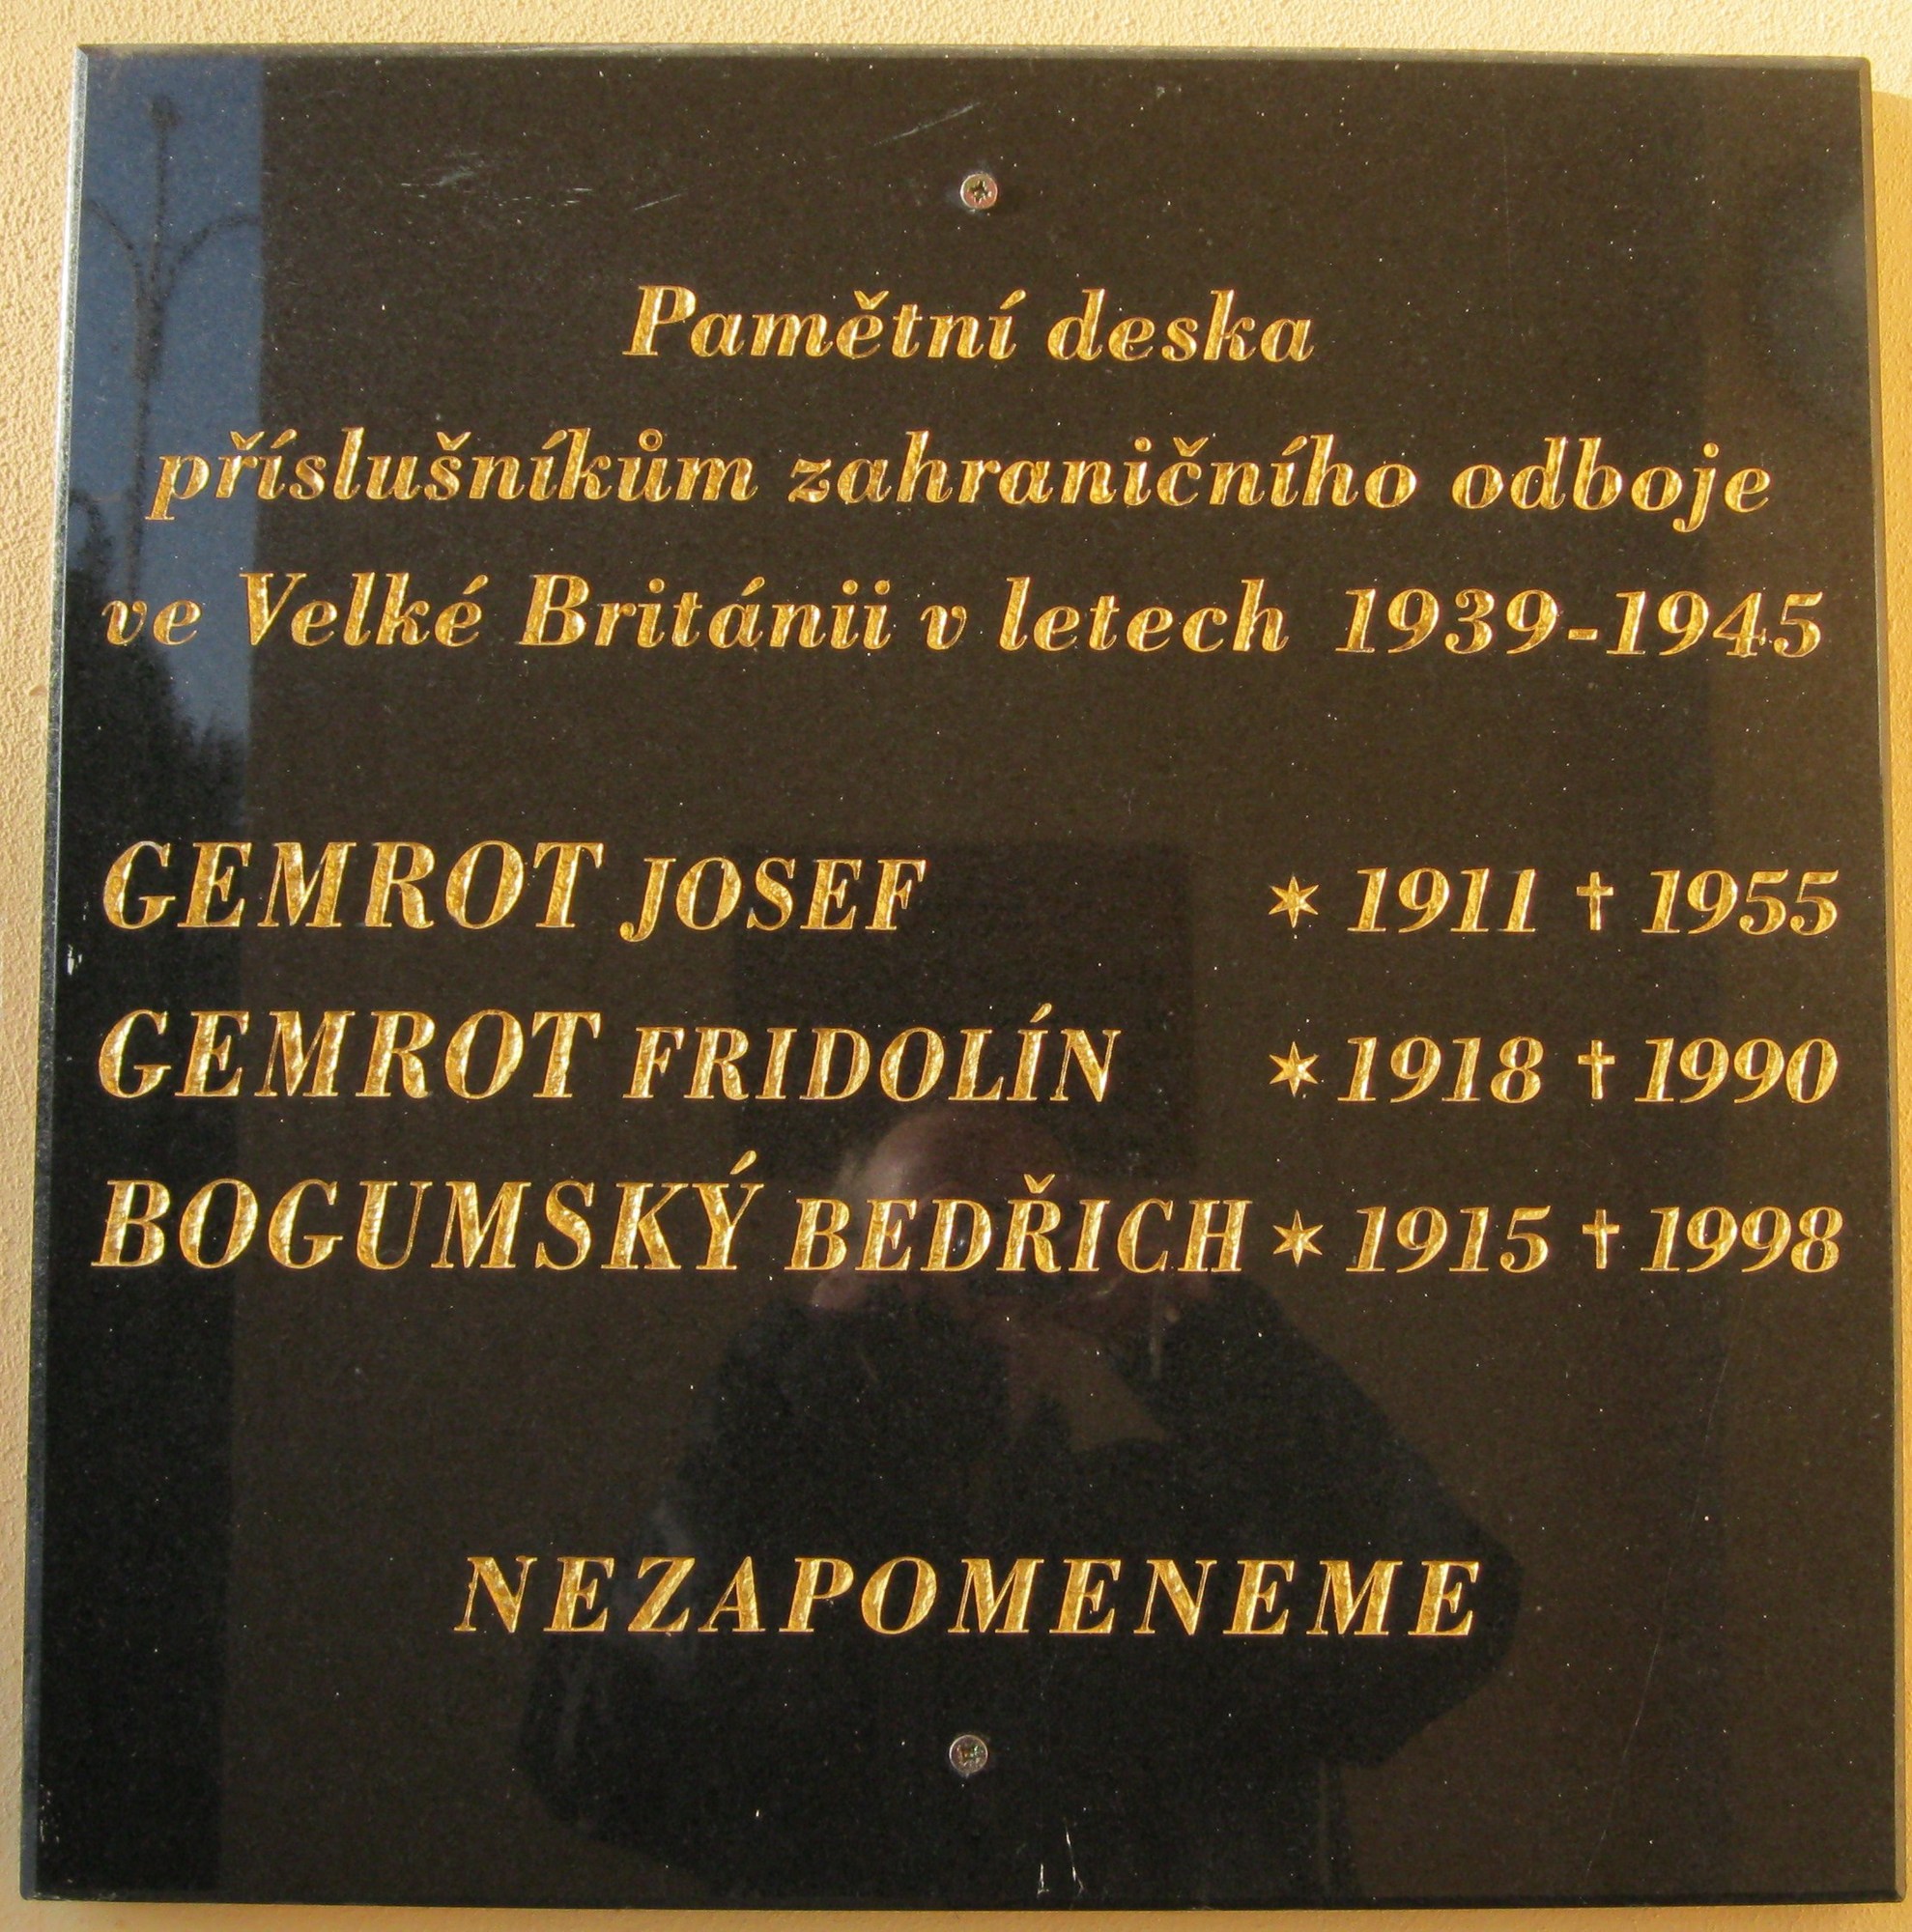 Pamětní deska
příslušníkům zahraničního odboje
ve Velké Británii v letech 1939-1945
GEMROT JOSEF ✶ 1911 † 1955
GEMROT FRIDOLÍN ✶ 1918 † 1990
BOGUMSKÝ BEDŘICH ✶ 1915 † 1998
NEZAPOMENEME